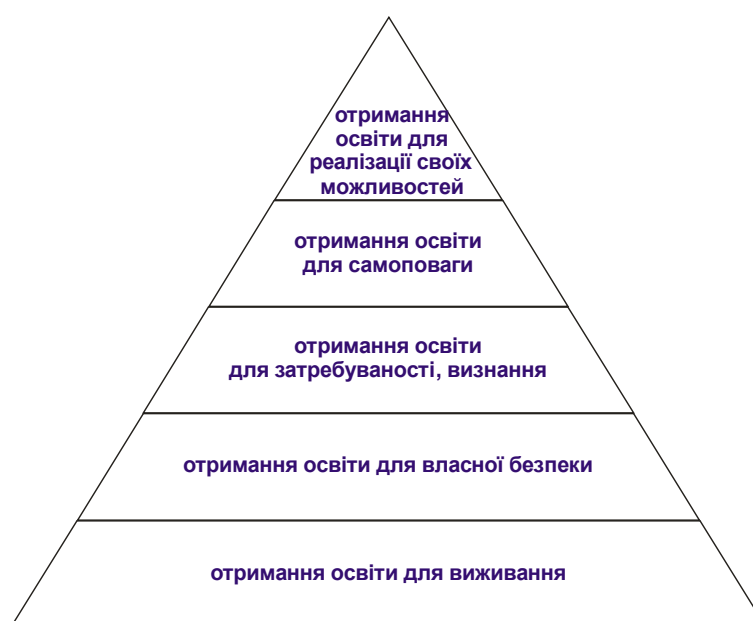 отримання
освіти для
реалізації своїх
можливостей
отримання освіти
для самоповаги
отримання освіти
для затребуваності, визнання
отримання освіти для власної безпеки
отримання освіти для виживання